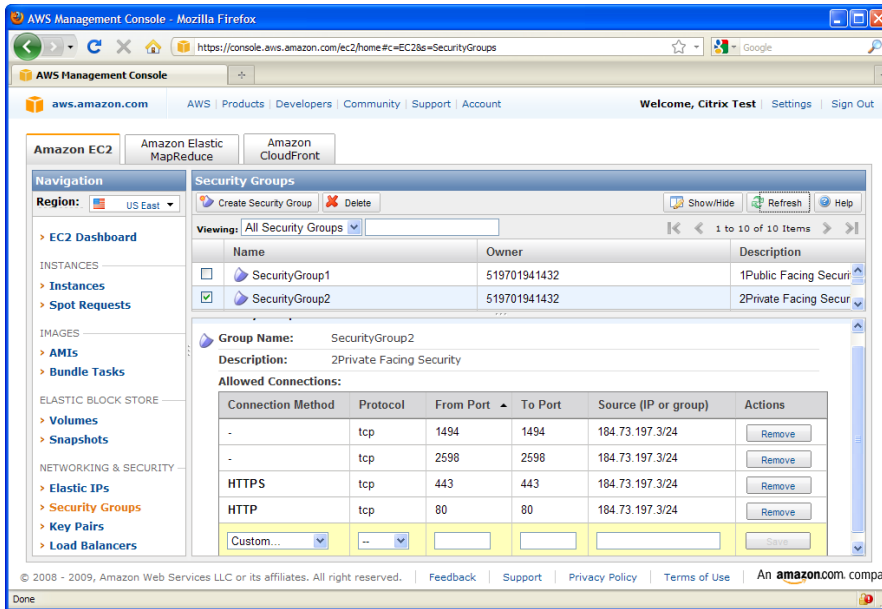 AWS Management Console - Mozilla Firefox
https://console.aws.amazon.com/ec2/home#c=EC2&s=SecurityGroups
Google
AWS Management Console
aws.amazon.com
AWS | Products | Developers | Community | Support | Account
Welcome, Citrix Test | Settings | Sign Out
Amazon EC2
Amazon Elastic MapReduce
Amazon CloudFront
Navigation
Region: US East
> EC2 Dashboard
INSTANCES
> Instances
> Spot Requests
IMAGES
> AMIs
> Bundle Tasks
ELASTIC BLOCK STORE
> Volumes
> Snapshots
NETWORKING & SECURITY
> Elastic IPs
> Security Groups
> Key Pairs
> Load Balancers
Security Groups
Create Security Group Delete Show/Hide Refresh Help
Viewing: All Security Groups 1 to 10 of 10 Items
Name Owner Description
SecurityGroup1 519701941432 1Public Facing Securi
SecurityGroup2 519701941432 2Private Facing Secur
Group Name: SecurityGroup2
Description: 2Private Facing Security
Allowed Connections:
Connection Method Protocol From Port To Port Source (IP or group) Actions
- tcp 1494 1494 184.73.197.3/24 Remove
- tcp 2598 2598 184.73.197.3/24 Remove
HTTPS tcp 443 443 184.73.197.3/24 Remove
HTTP tcp 80 80 184.73.197.3/24 Remove
Custom... -- Save
© 2008 - 2009, Amazon Web Services LLC or its affiliates. All right reserved. | Feedback | Support | Privacy Policy | Terms of Use | An amazon.com. compa
Done